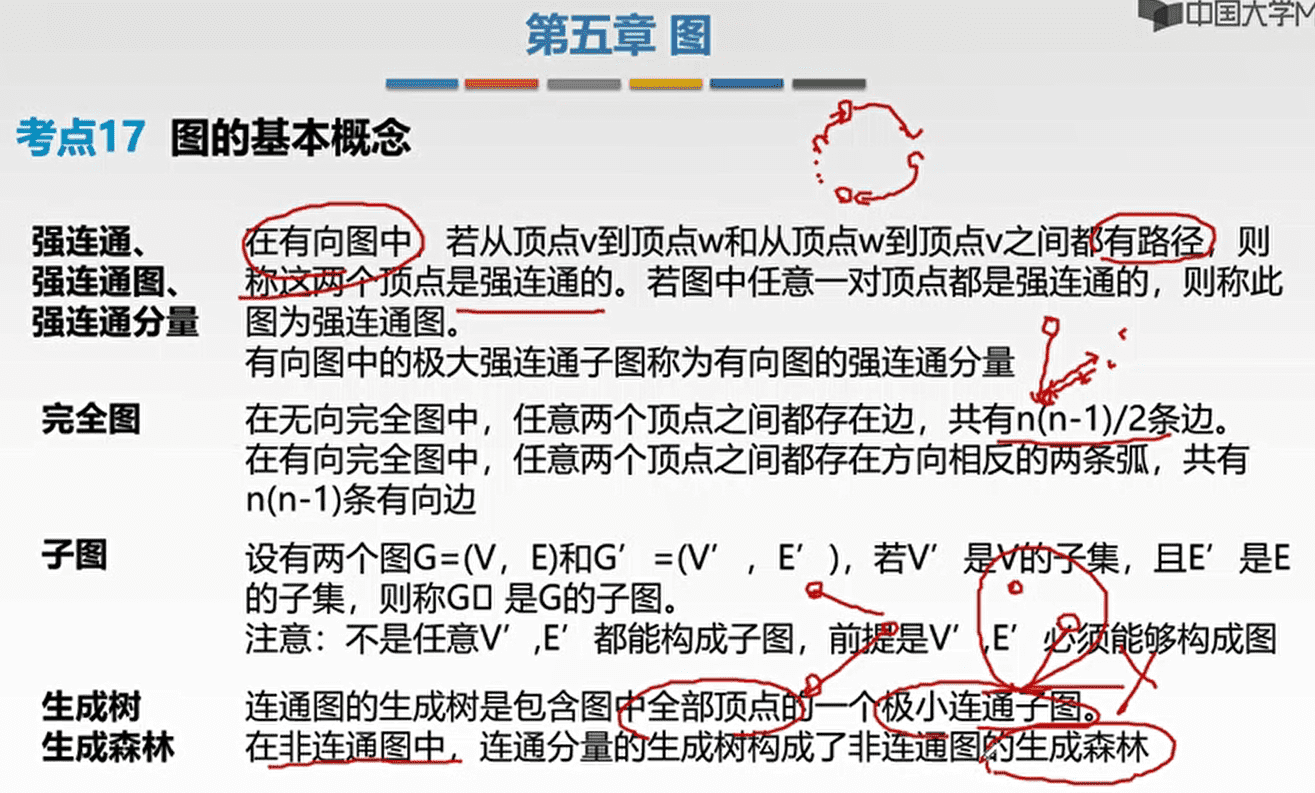 中国大学M
第五章 图
考点17 图的基本概念
强连通、
强连通图、
强连通分量
在有向图中，若从顶点v到顶点w和从顶点w到顶点v之间都有路径，则
称这两个顶点是强连通的。若图中任意一对顶点都是强连通的，则称此
图为强连通图。
有向图中的极大强连通子图称为有向图的强连通分量
完全图
在无向完全图中，任意两个顶点之间都存在边，共有n(n-1)/2条边。
在有向完全图中，任意两个顶点之间都存在方向相反的两条弧，共有
n(n-1)条有向边
子图
设有两个图G=(V，E)和G′=(V′，E′)，若V′是V的子集，且E′是E
的子集，则称G▯是G的子图。
注意：不是任意V′,E′都能构成子图，前提是V′,E′必须能够构成图
生成树
生成森林
连通图的生成树是包含图中全部顶点的一个极小连通子图。
在非连通图中，连通分量的生成树构成了非连通图的生成森林